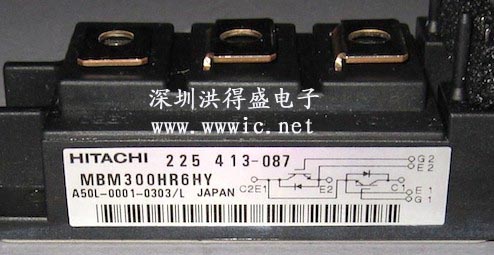 深圳洪得盛电子
www.wwwic.net
HITACHI 225 413-087
MBM300HR6HY
A50L-0001-0303/L JAPAN
C2E1 E2 C1
G2
E2
E1
G1